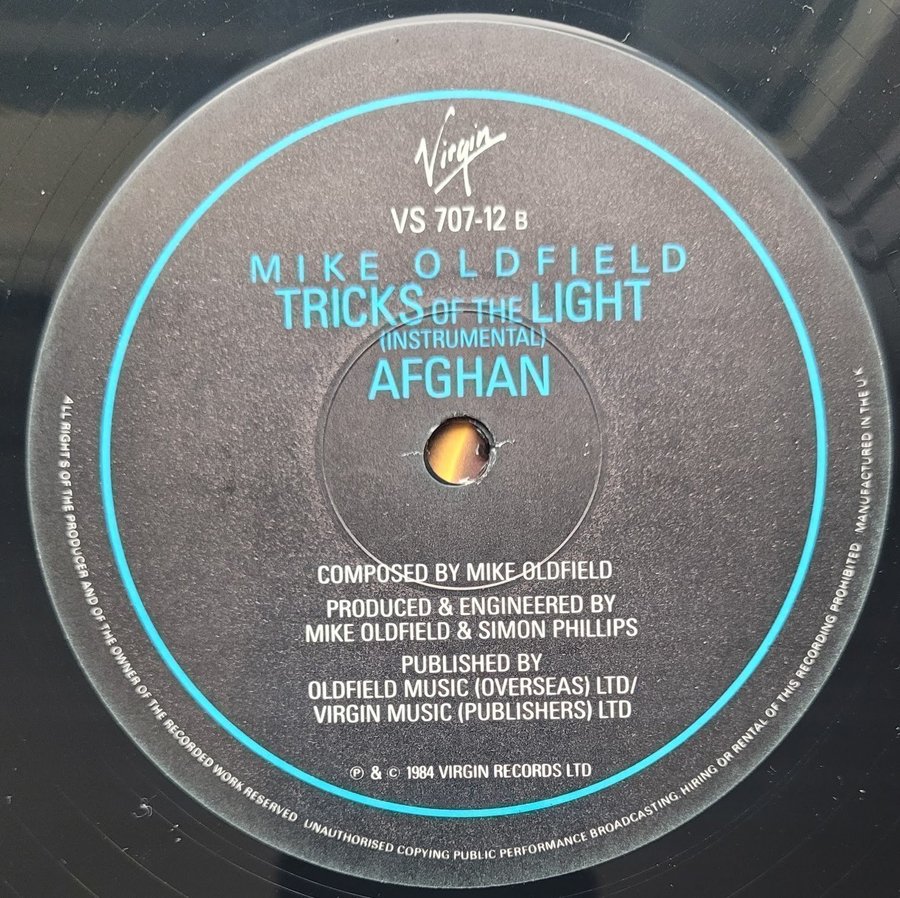 Virgin
VS 707-12 B
MIKE OLDFIELD
TRICKS OF THE LIGHT
(INSTRUMENTAL)
AFGHAN
COMPOSED BY MIKE OLDFIELD
PRODUCED & ENGINEERED BY
MIKE OLDFIELD & SIMON PHILLIPS
PUBLISHED BY
OLDFIELD MUSIC (OVERSEAS) LTD/
VIRGIN MUSIC (PUBLISHERS) LTD
℗ & © 1984 VIRGIN RECORDS LTD
ALL RIGHTS OF THE PRODUCER AND OF THE OWNER OF THE RECORDED WORK RESERVED UNAUTHORISED COPYING PUBLIC PERFORMANCE BROADCASTING, HIRING OR RENTAL OF THIS RECORDING PROHIBITED MANUFACTURED IN THE U.K